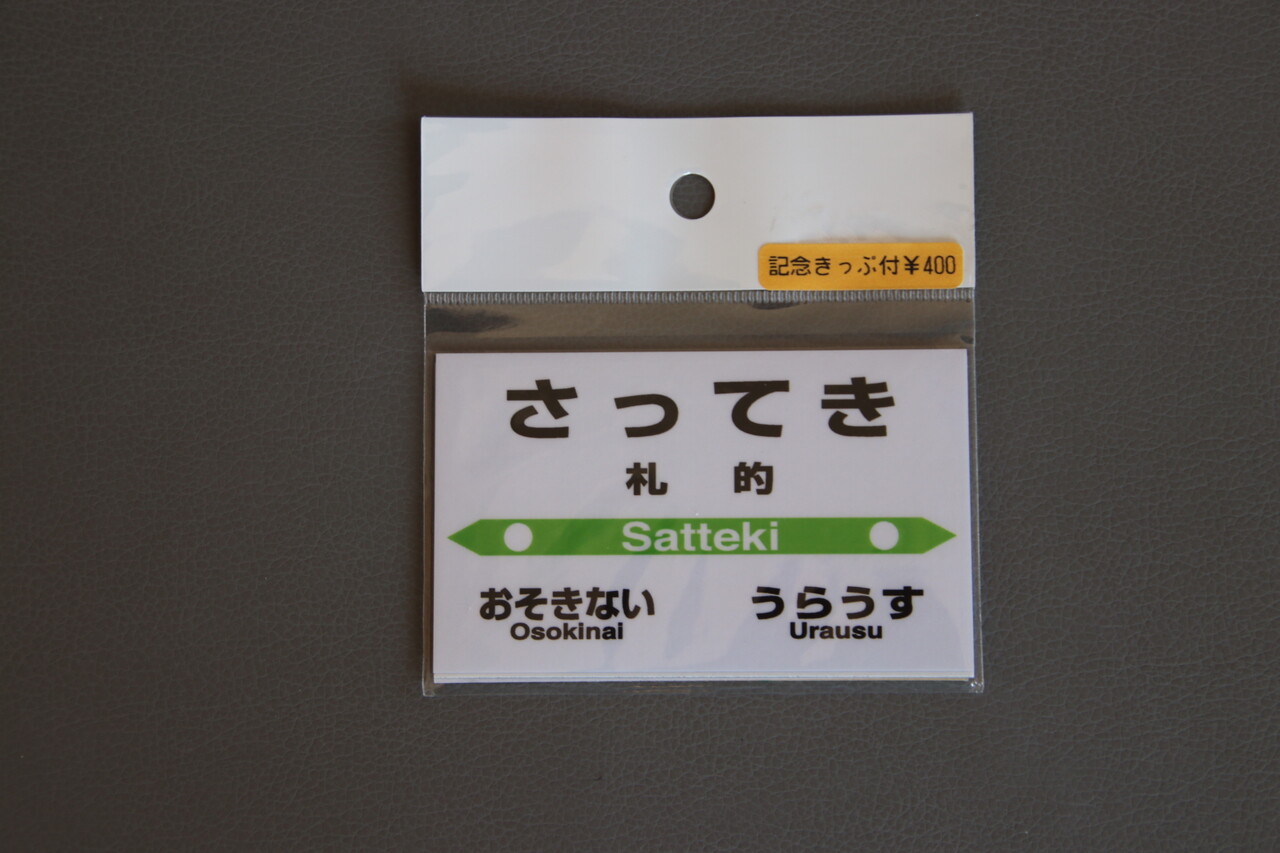 記念きっぷ付¥400
さってき
札的
Satteki
おそきない
Osokinai
うらうす
Urausu